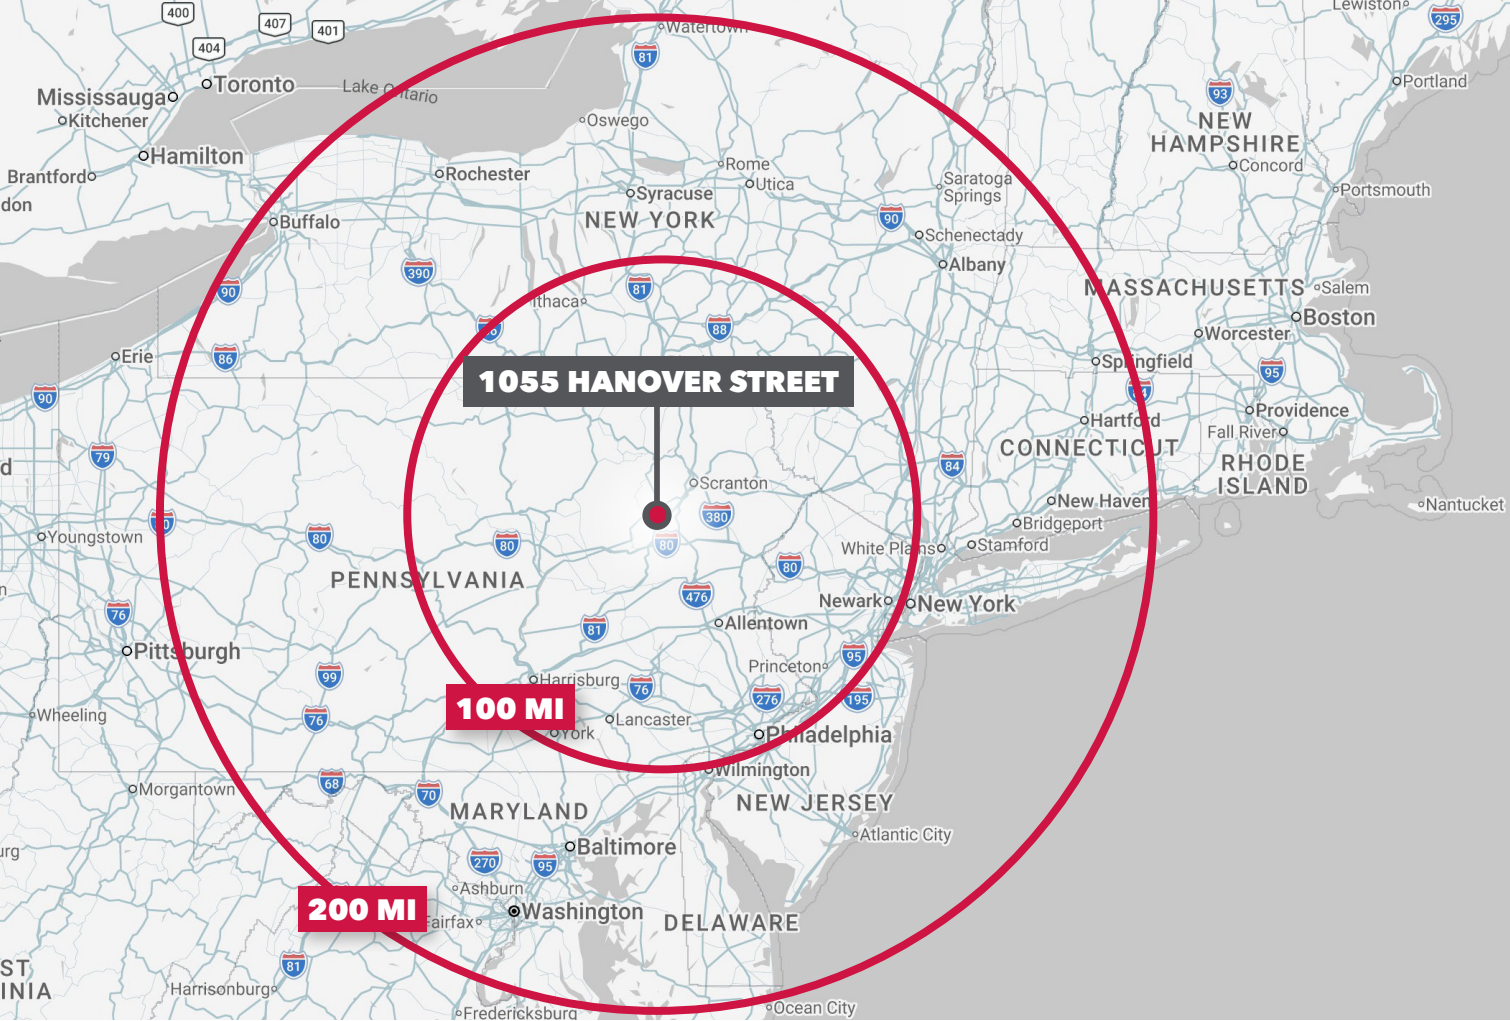 400
407
401
404
Lewiston
295
Watertown
81
Toronto
Lake Ontario
Mississauga
Kitchener
Portland
93
NEW
HAMPSHIRE
Oswego
Hamilton
Rome
Concord
Brantford
Rochester
Utica
Saratoga
Springs
Portsmouth
Syracuse
don
NEW YORK
90
Buffalo
Schenectady
Albany
390
81
90
MASSACHUSETTS
Salem
Ithaca
Boston
88
Worcester
Erie
86
Springfield
95
1055 HANOVER STREET
90
Providence
Hartford
Fall River
CONNECTICUT
79
84
RHODE
ISLAND
d
Scranton
New Haven
Nantucket
380
80
Bridgeport
Youngstown
80
80
80
White Plains
Stamford
80
PENNSYLVANIA
n
476
Newark
New York
76
81
Allentown
Pittsburgh
95
Princeton
99
Harrisburg
76
276
195
100 MI
Wheeling
76
Lancaster
York
Philadelphia
Wilmington
68
Morgantown
70
NEW JERSEY
MARYLAND
Atlantic City
Baltimore
urg
270
95
Ashburn
200 MI
Washington
Fairfax
DELAWARE
81
ST
INIA
Harrisonburg
Ocean City
Fredericksburg